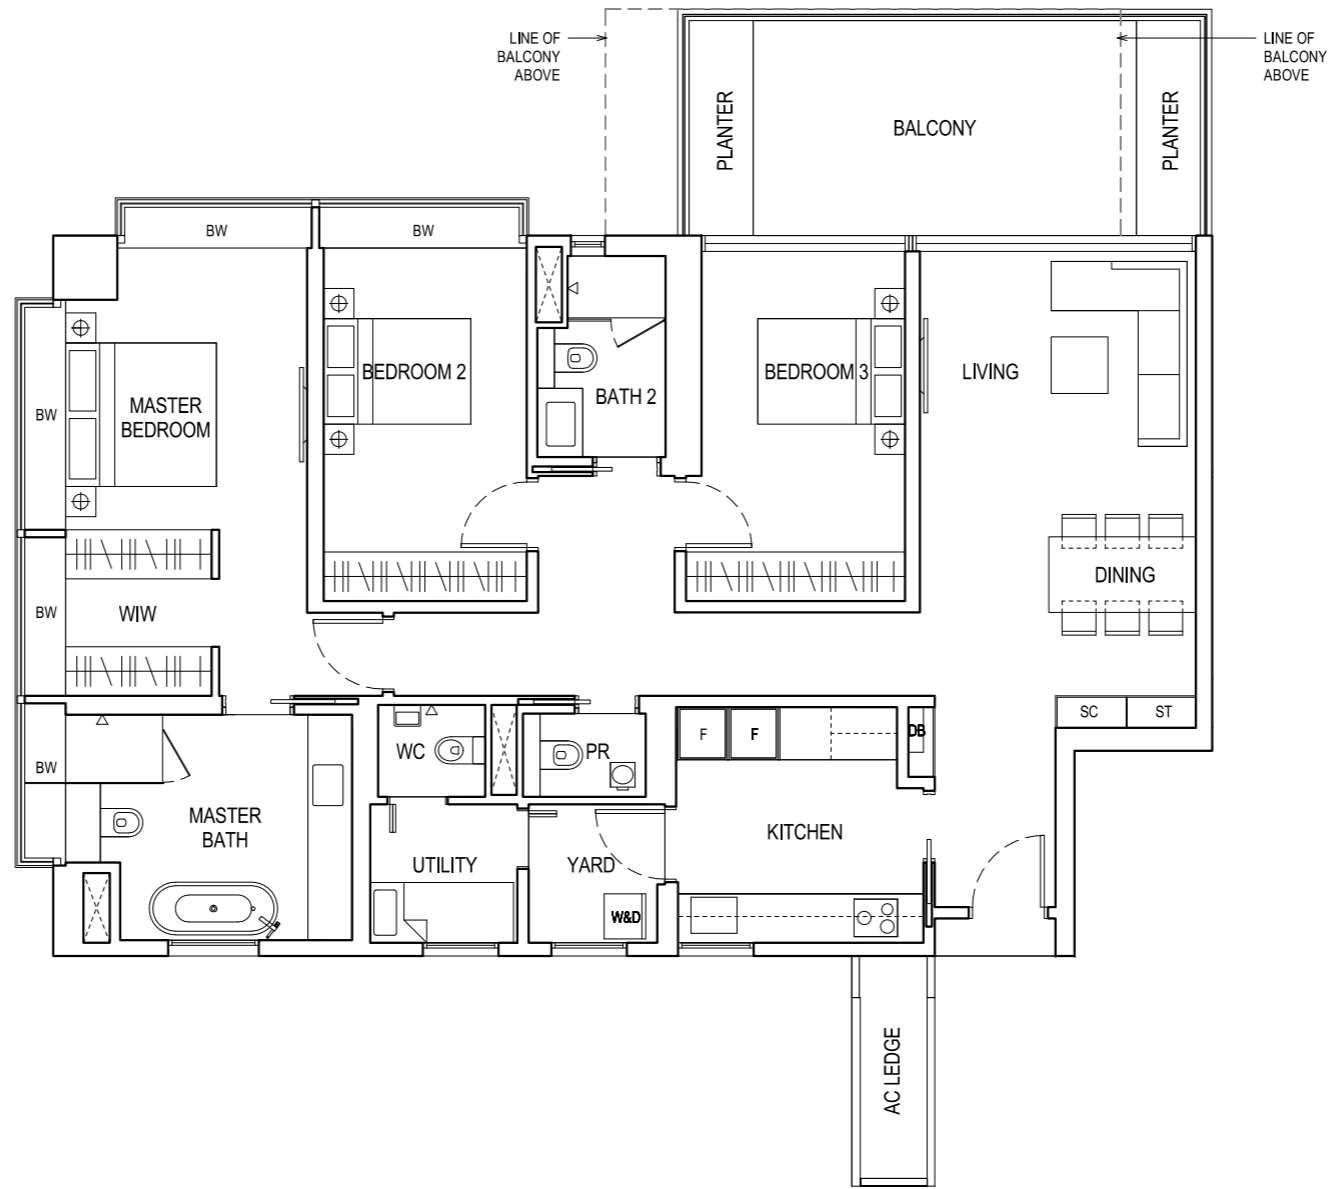 LINE OF
BALCONY
ABOVE
LINE OF
BALCONY
ABOVE
PLANTER
BALCONY
PLANTER
BW
BW
BEDROOM 2
BEDROOM 3
LIVING
BATH 2
BW
MASTER
BEDROOM
DINING
BW
WIW
SC
ST
F
F
DB
WC
PR
BW
MASTER
BATH
KITCHEN
UTILITY
YARD
W&D
AC LEDGE